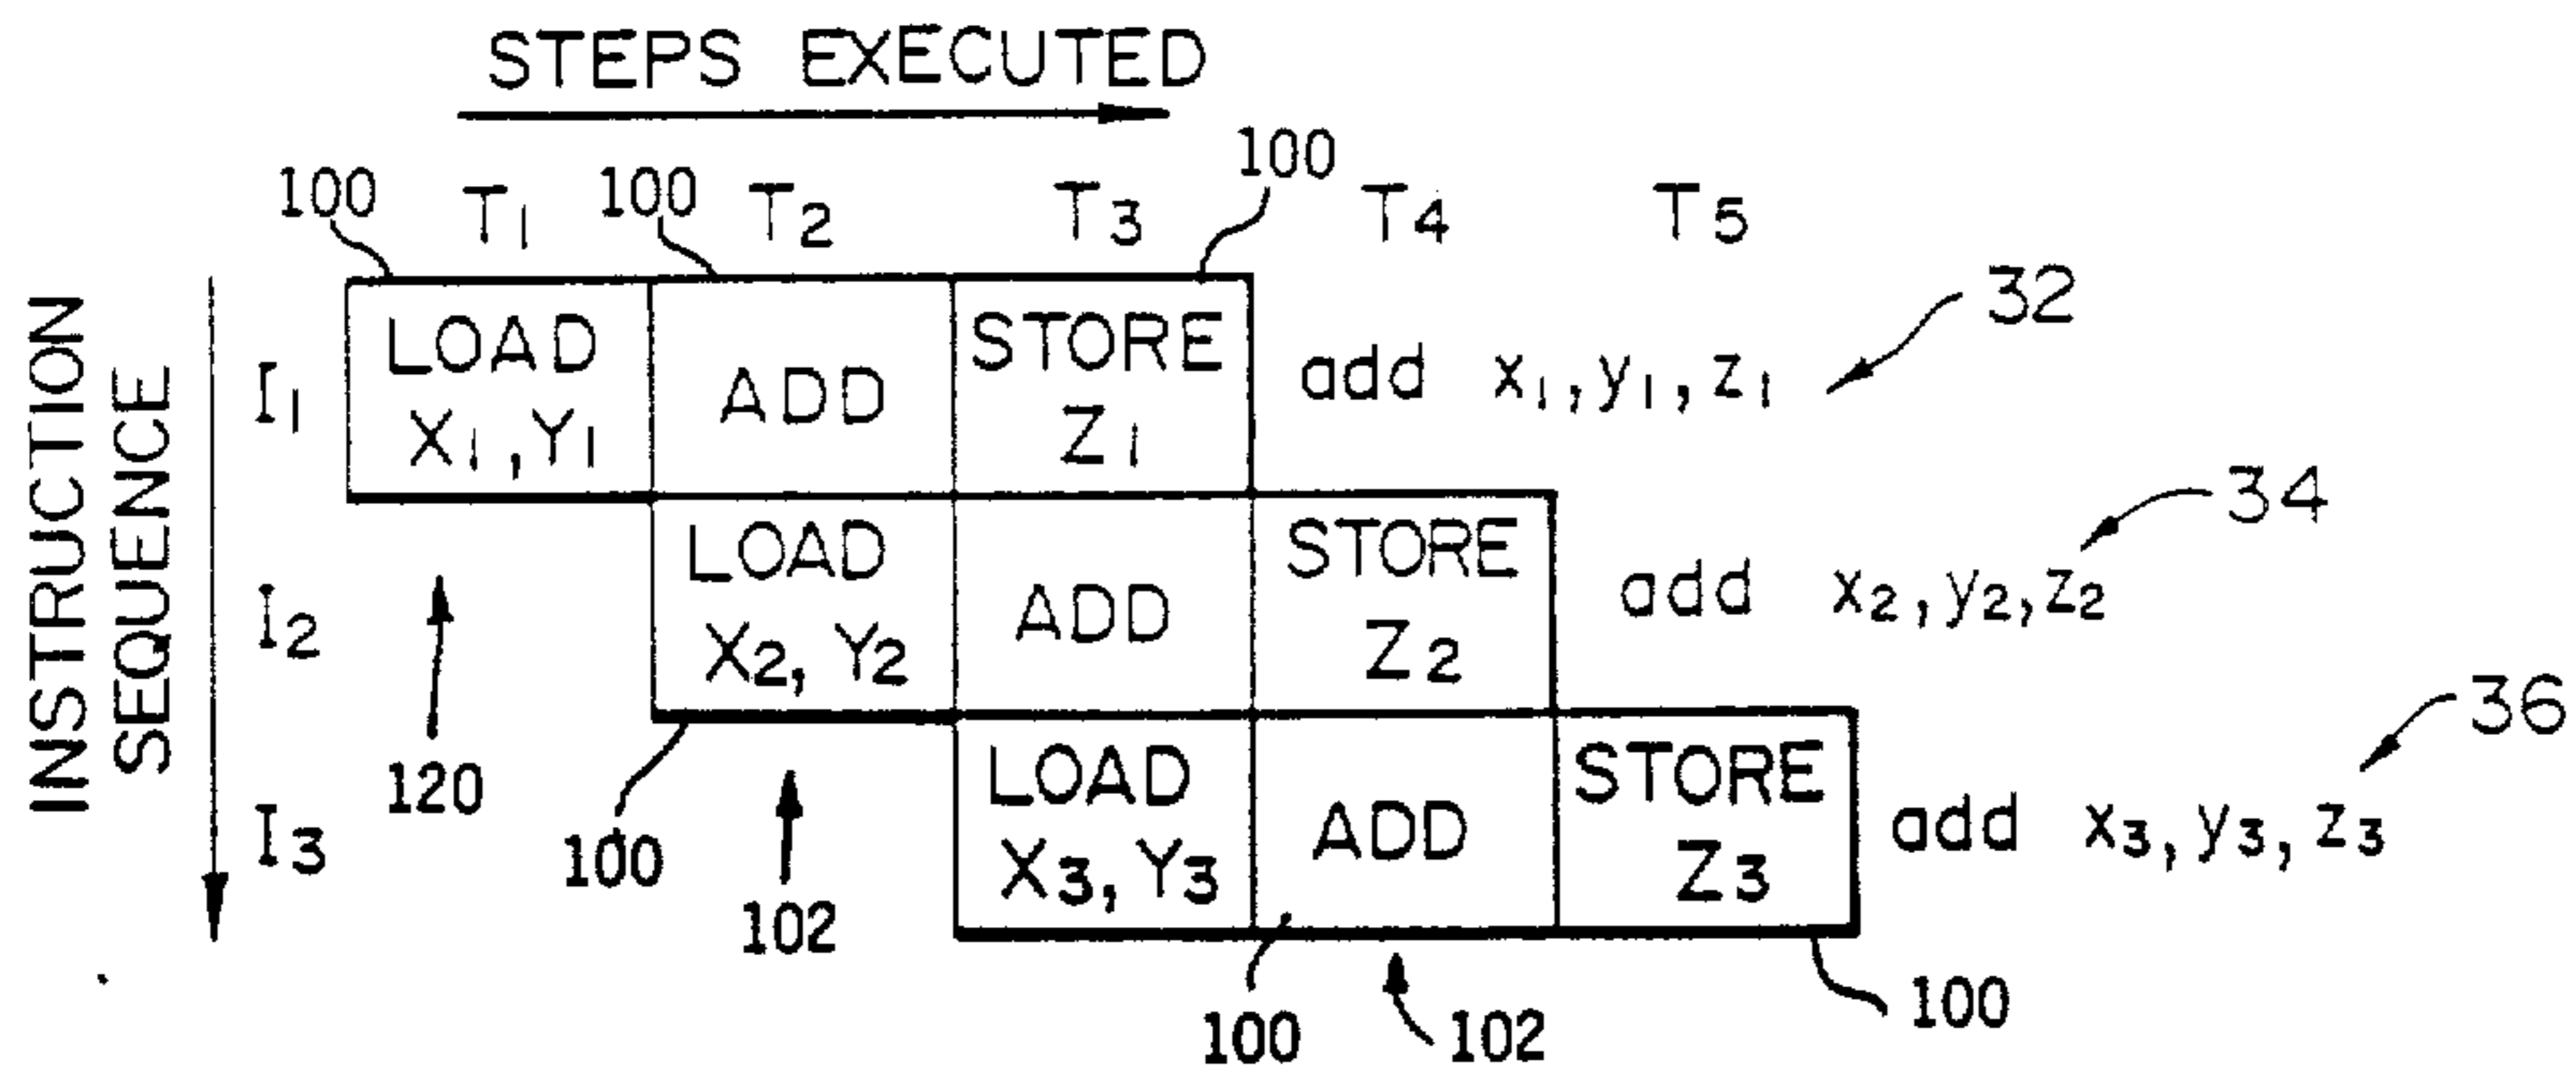 STEPS EXECUTED
100 T1 100 T2 T3 100 T4 T5
INSTRUCTION SEQUENCE
I1 LOAD X1, Y1 ADD STORE Z1 add x1, y1, z1 32
I2 LOAD X2, Y2 ADD STORE Z2 add x2, y2, z2 34
120 100 102
I3 LOAD X3, Y3 ADD STORE Z3 add x3, y3, z3 36
100 102 100